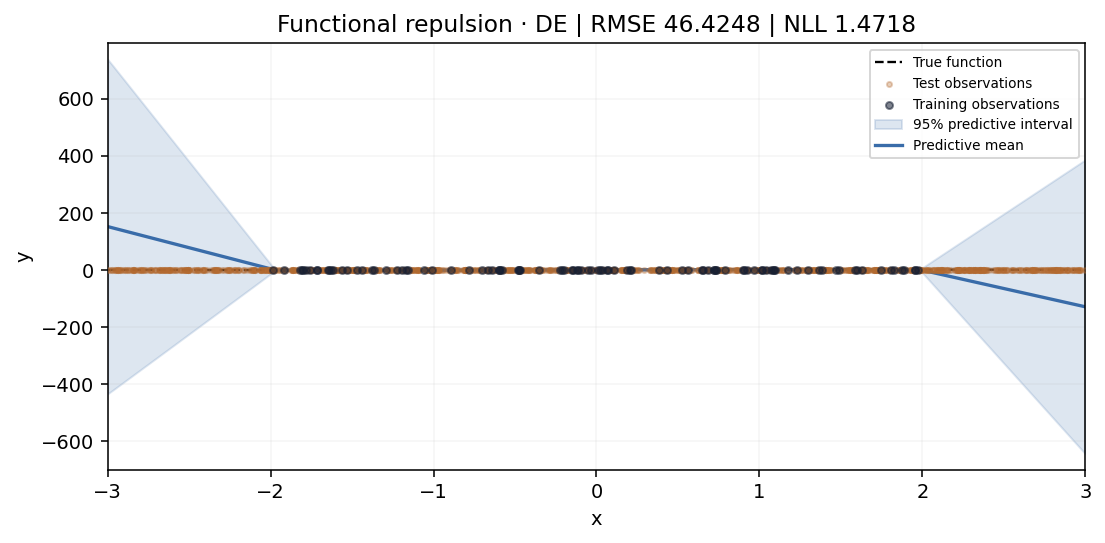 Functional repulsion · DE | RMSE 46.4248 | NLL 1.4718
True function
Test observations
Training observations
95% predictive interval
Predictive mean
600
400
200
0
−200
−400
−600
y
−3
−2
−1
0
1
2
3
x